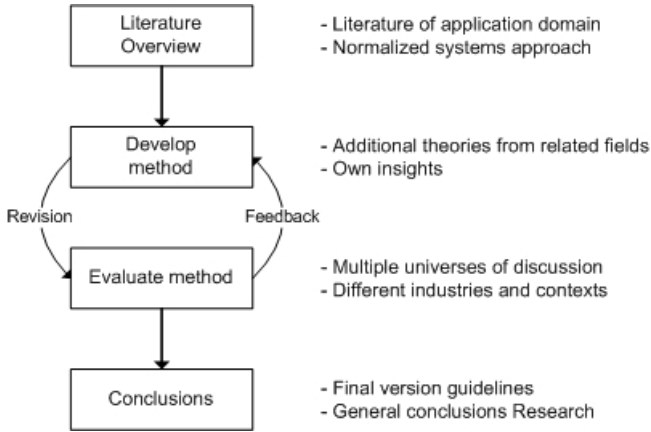 Literature
Overview
- Literature of application domain
- Normalized systems approach
Develop
method
- Additional theories from related fields
- Own insights
Revision
Feedback
Evaluate method
- Multiple universes of discussion
- Different industries and contexts
Conclusions
- Final version guidelines
- General conclusions Research